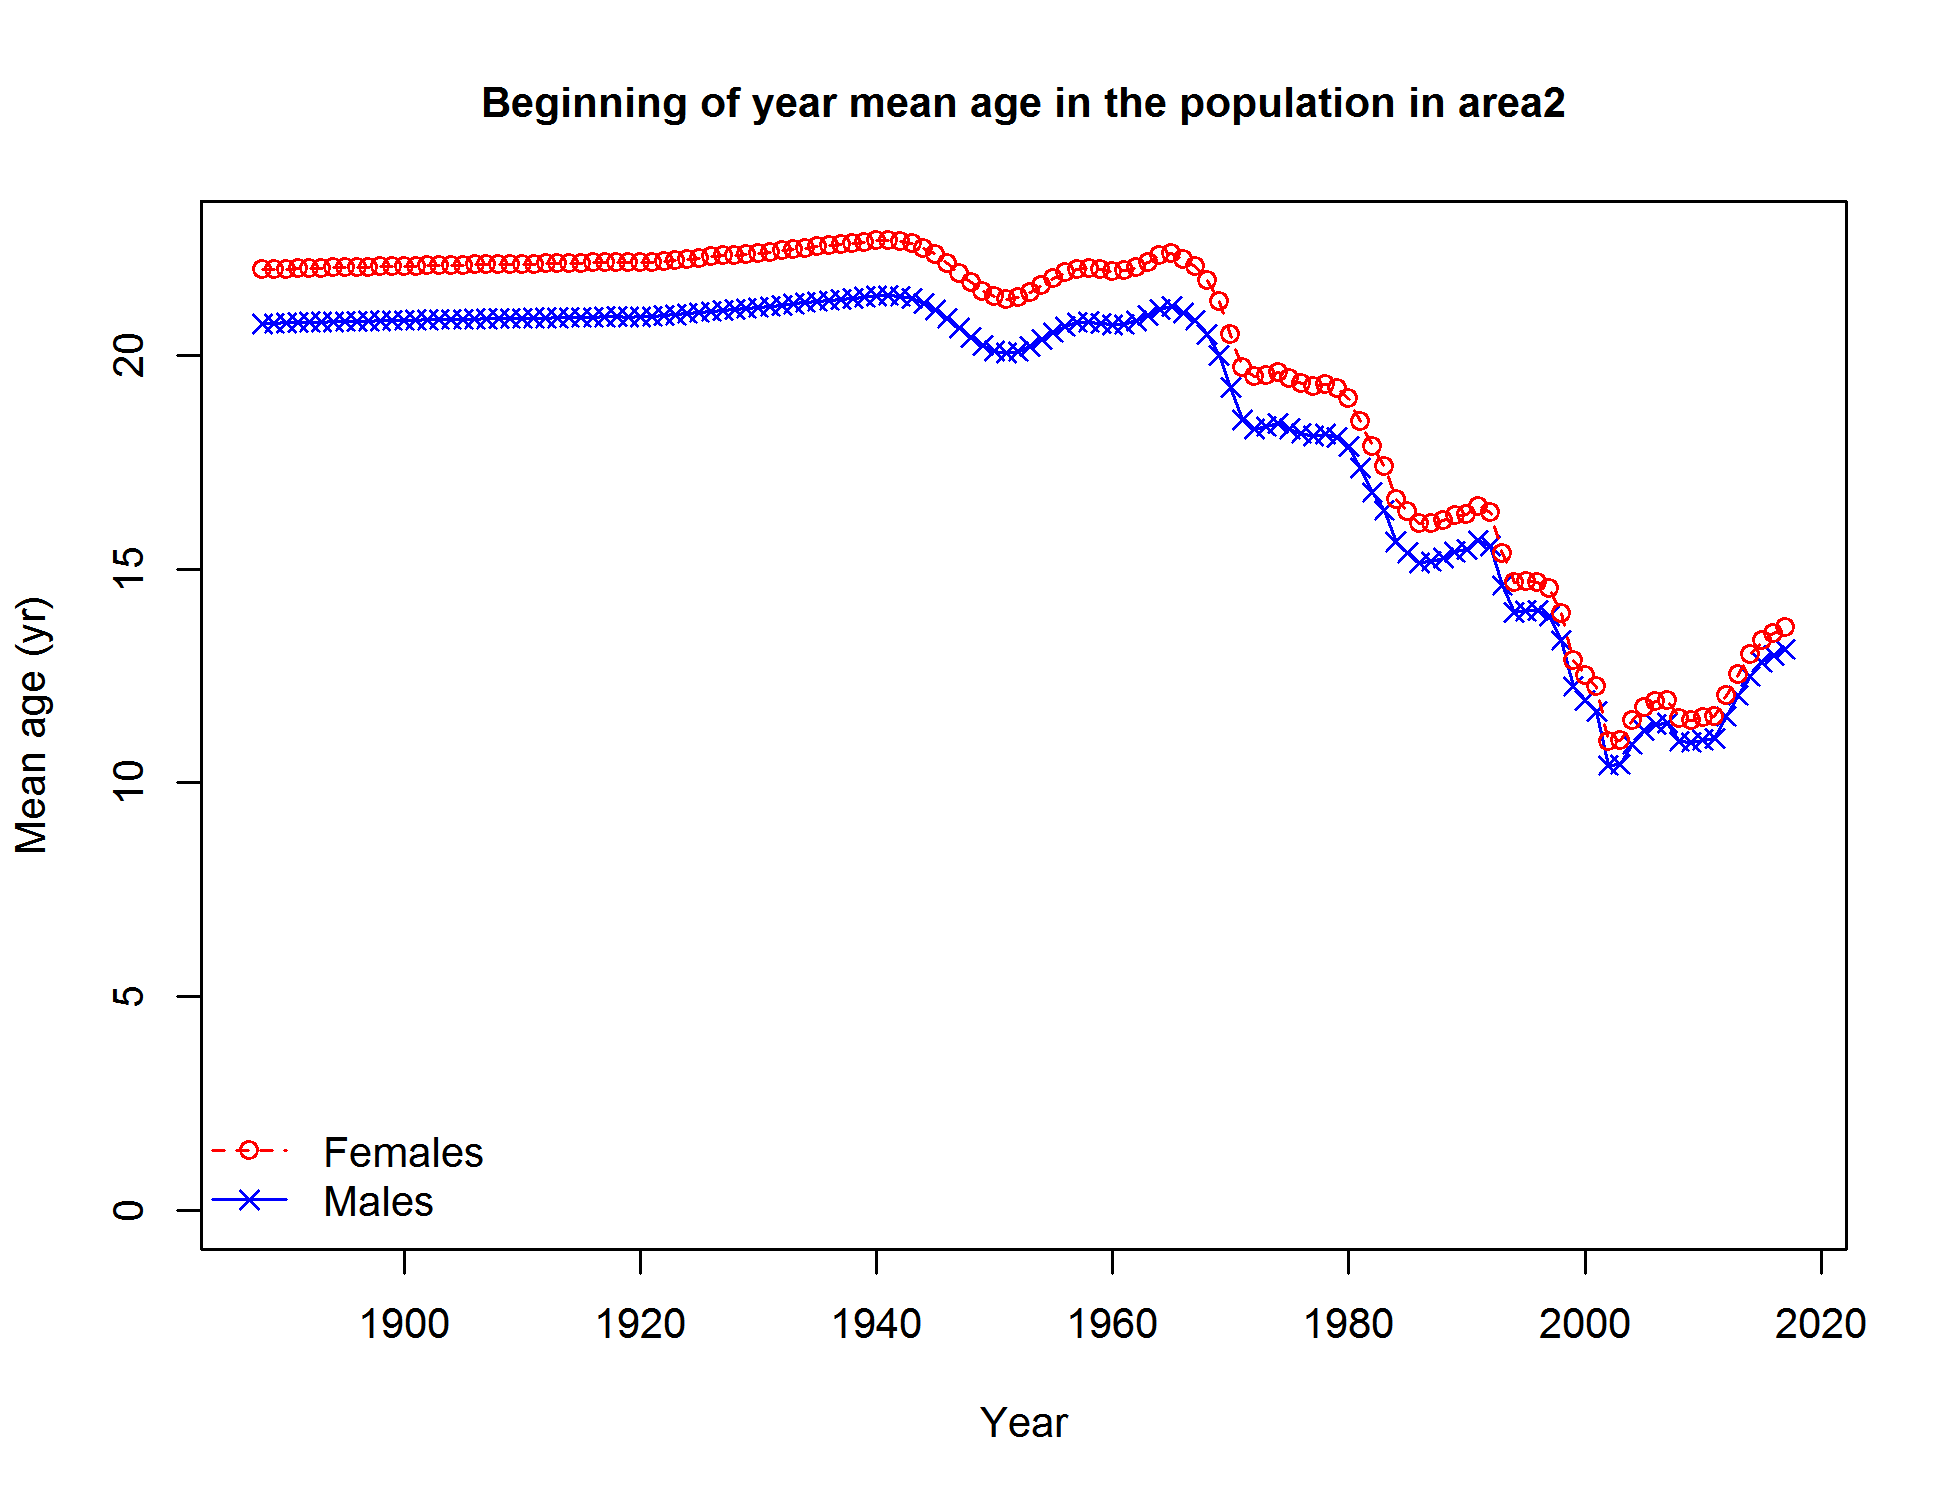 Beginning of year mean age in the population in area2
Mean age (yr)
20
15
10
5
0
Females
Males
1900 1920 1940 1960 1980 2000 2020
Year